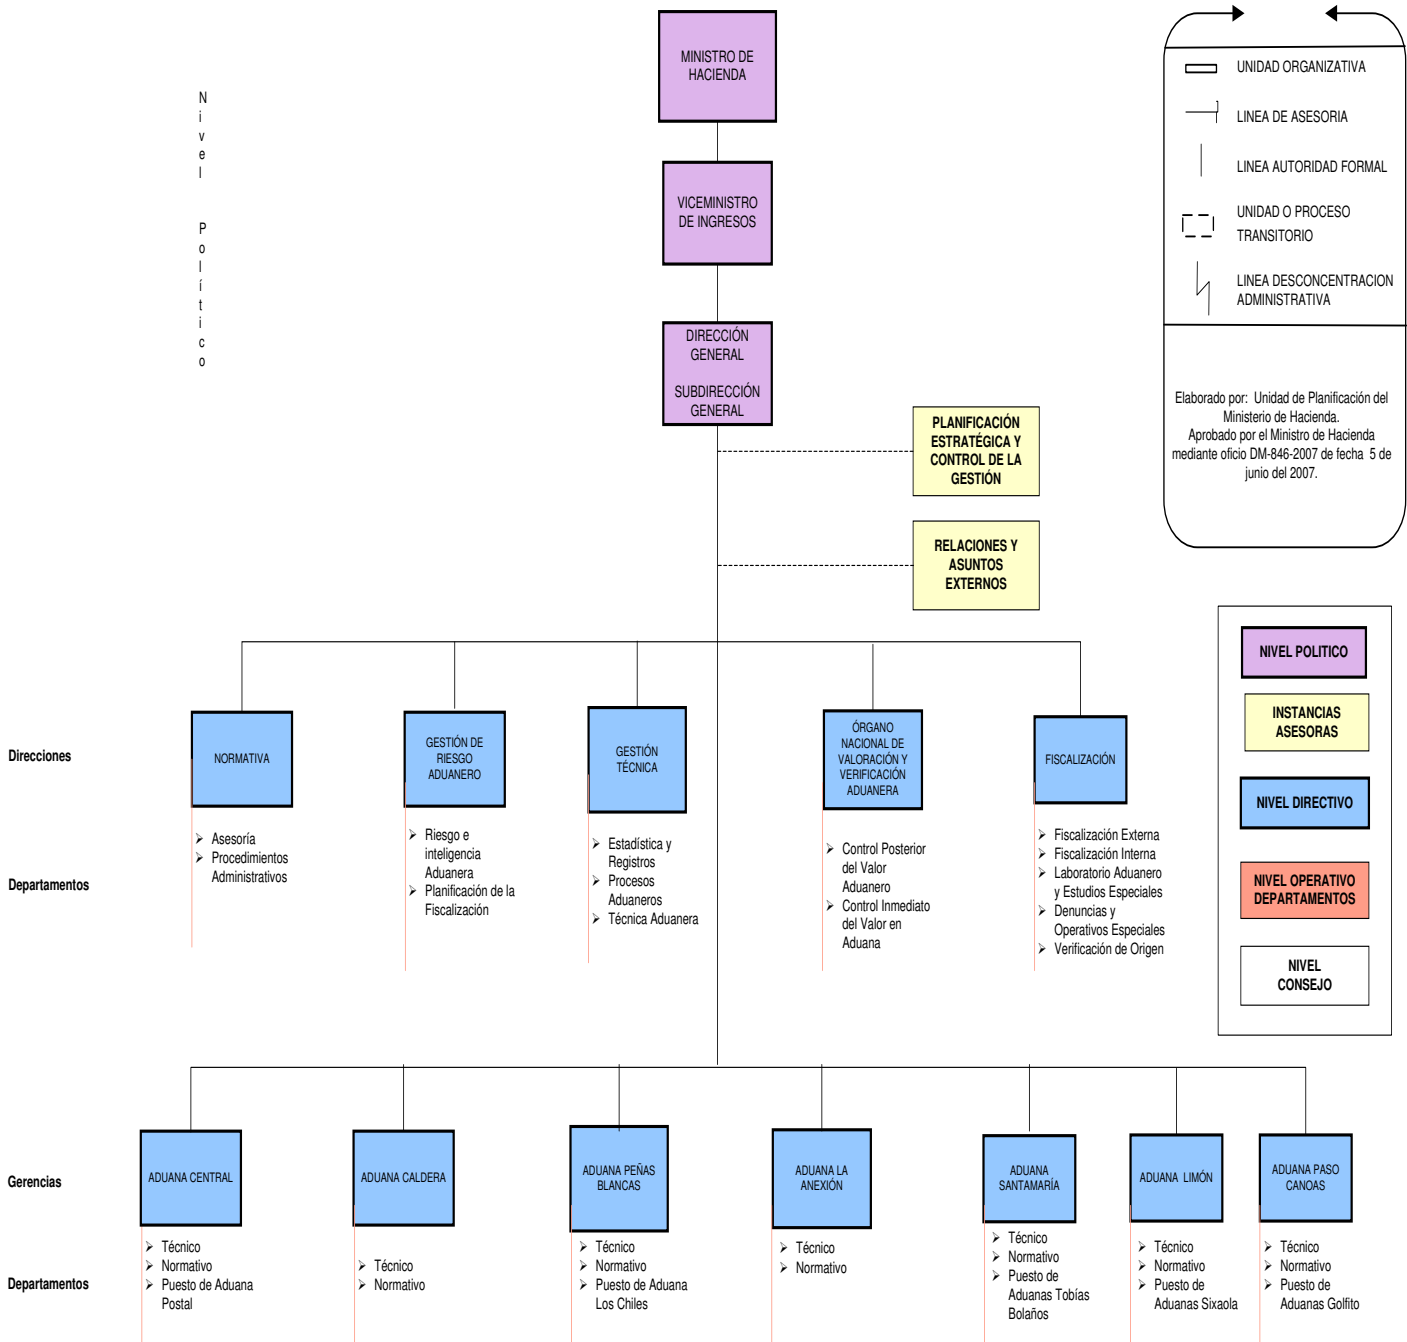 MINISTRO DE
HACIENDA
Nivel Político
VICEMINISTRO
DE INGRESOS
DIRECCIÓN
GENERAL
SUBDIRECCIÓN
GENERAL
PLANIFICACIÓN
ESTRATÉGICA Y
CONTROL DE LA
GESTIÓN
RELACIONES Y
ASUNTOS
EXTERNOS
UNIDAD ORGANIZATIVA
LINEA DE ASESORIA
LINEA AUTORIDAD FORMAL
UNIDAD O PROCESO
TRANSITORIO
LINEA DESCONCENTRACION
ADMINISTRATIVA
Elaborado por: Unidad de Planificación del
Ministerio de Hacienda.
Aprobado por el Ministro de Hacienda
mediante oficio DM-846-2007 de fecha 5 de
junio del 2007.
NIVEL POLITICO
INSTANCIAS
ASESORAS
NIVEL DIRECTIVO
NIVEL OPERATIVO
DEPARTAMENTOS
NIVEL
CONSEJO
Direcciones
NORMATIVA
GESTIÓN DE
RIESGO
ADUANERO
GESTIÓN
TÉCNICA
ÓRGANO
NACIONAL DE
VALORACIÓN Y
VERIFICACIÓN
ADUANERA
FISCALIZACIÓN
Departamentos
Asesoría
Procedimientos
Administrativos
Riesgo e
inteligencia
Aduanera
Planificación de la
Fiscalización
Estadística y
Registros
Procesos
Aduaneros
Técnica Aduanera
Control Posterior
del Valor
Aduanero
Control Inmediato
del Valor en
Aduana
Fiscalización Externa
Fiscalización Interna
Laboratorio Aduanero
y Estudios Especiales
Denuncias y
Operativos Especiales
Verificación de Origen
Gerencias
ADUANA CENTRAL
ADUANA CALDERA
ADUANA PEÑAS
BLANCAS
ADUANA LA
ANEXIÓN
ADUANA
SANTAMARÍA
ADUANA LIMÓN
ADUANA PASO
CANOAS
Departamentos
Técnico
Normativo
Puesto de Aduana
Postal
Técnico
Normativo
Técnico
Normativo
Puesto de Aduana
Los Chiles
Técnico
Normativo
Técnico
Normativo
Puesto de
Aduanas Tobías
Bolaños
Técnico
Normativo
Puesto de
Aduanas Sixaola
Técnico
Normativo
Puesto de
Aduanas Golfito